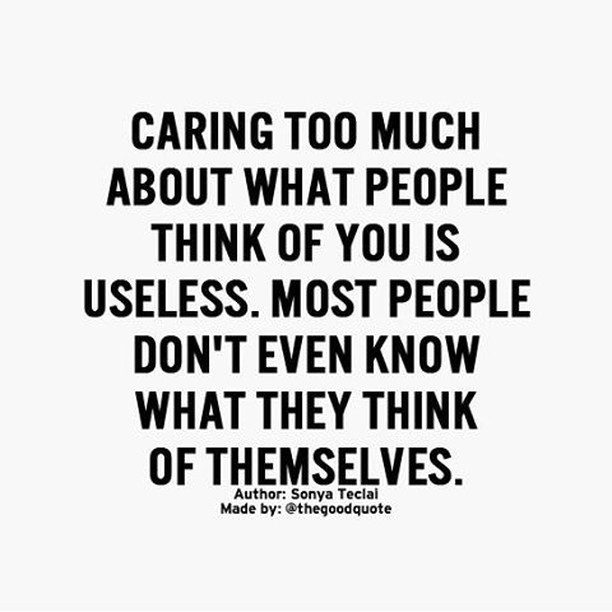 CARING TOO MUCH
ABOUT WHAT PEOPLE
THINK OF YOU IS
USELESS. MOST PEOPLE
DON'T EVEN KNOW
WHAT THEY THINK
OF THEMSELVES.
Author: Sonya Teclai
Made by: @thegoodquote